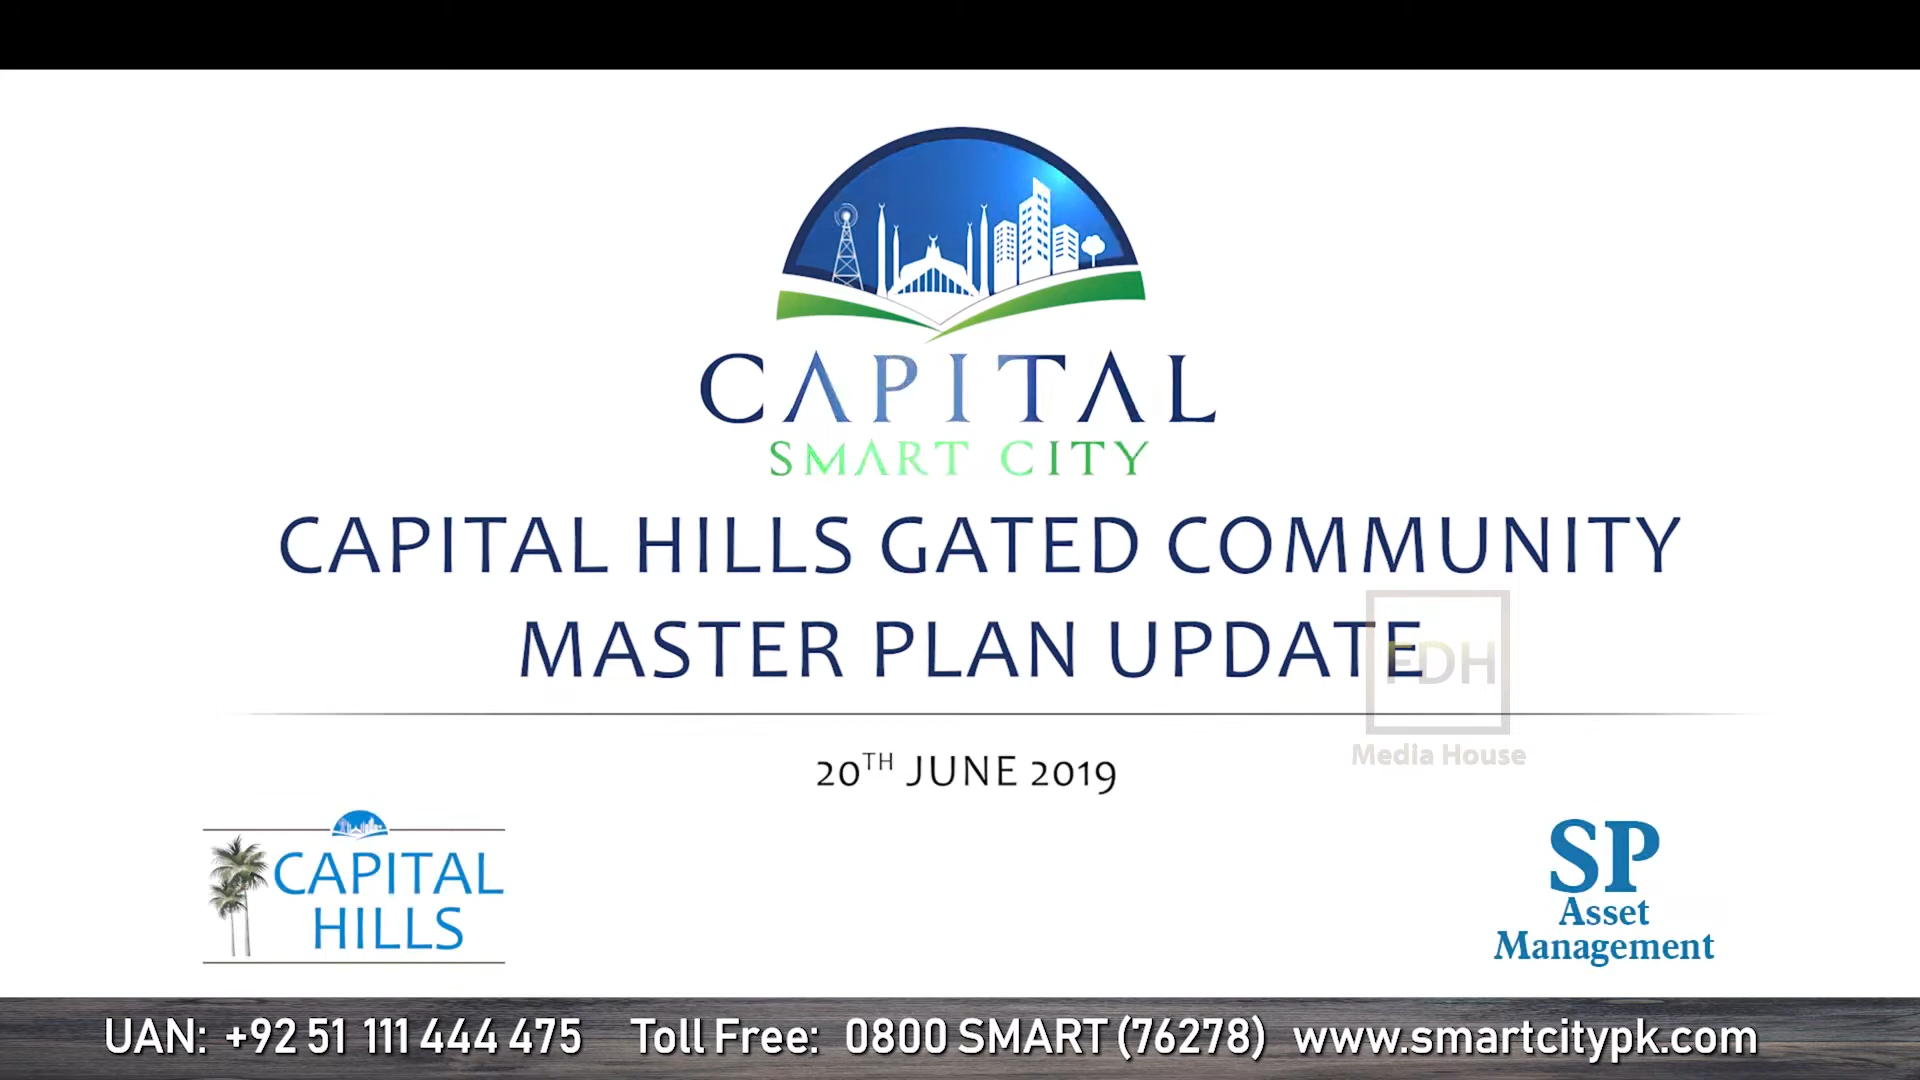 CAPITAL
SMART CITY
CAPITAL HILLS GATED COMMUNITY
MASTER PLAN UPDATE
FDH
Media House
20TH JUNE 2019
CAPITAL
HILLS
SP
Asset
Management
UAN: +92 51 111 444 475 Toll Free: 0800 SMART (76278) www.smartcitypk.com